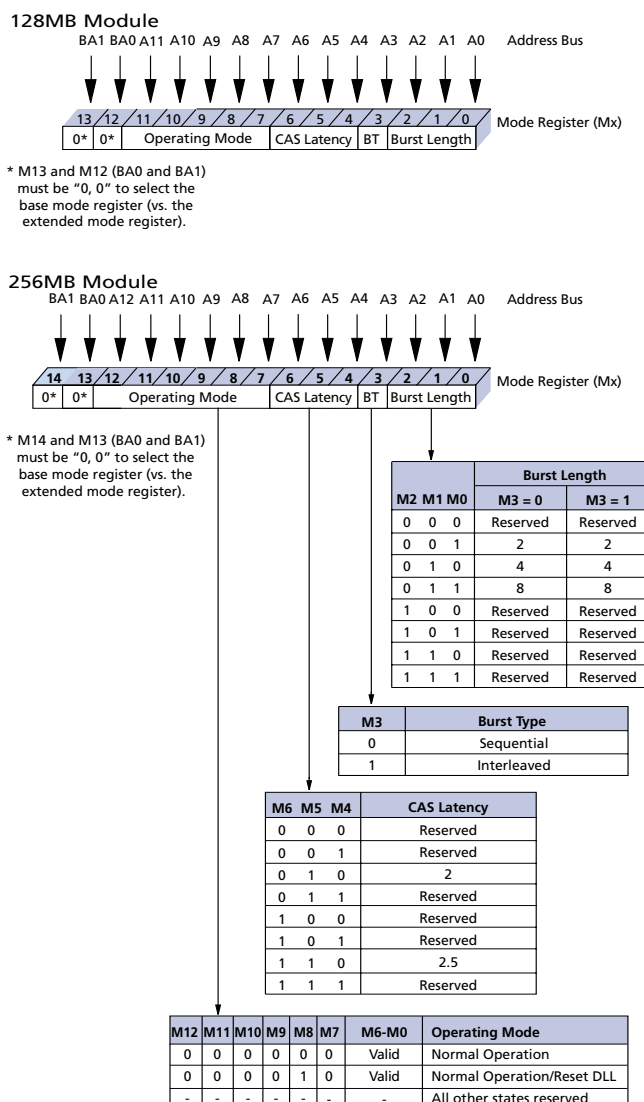 128MB Module
BA1 BA0 A11 A10 A9 A8 A7 A6 A5 A4 A3 A2 A1 A0 Address Bus
13 12 11 10 9 8 7 6 5 4 3 2 1 0 Mode Register (Mx)
0* 0* Operating Mode CAS Latency BT Burst Length
* M13 and M12 (BA0 and BA1)
must be “0, 0” to select the
base mode register (vs. the
extended mode register).
256MB Module
BA1 BA0 A12 A11 A10 A9 A8 A7 A6 A5 A4 A3 A2 A1 A0 Address Bus
14 13 12 11 10 9 8 7 6 5 4 3 2 1 0 Mode Register (Mx)
0* 0* Operating Mode CAS Latency BT Burst Length
* M14 and M13 (BA0 and BA1)
must be “0, 0” to select the
base mode register (vs. the
extended mode register).
Burst Length
M2 M1 M0 M3 = 0 M3 = 1
0 0 0 Reserved Reserved
0 0 1 2 2
0 1 0 4 4
0 1 1 8 8
1 0 0 Reserved Reserved
1 0 1 Reserved Reserved
1 1 0 Reserved Reserved
1 1 1 Reserved Reserved
M3 Burst Type
0 Sequential
1 Interleaved
M6 M5 M4 CAS Latency
0 0 0 Reserved
0 0 1 Reserved
0 1 0 2
0 1 1 Reserved
1 0 0 Reserved
1 0 1 Reserved
1 1 0 2.5
1 1 1 Reserved
M12 M11 M10 M9 M8 M7 M6-M0 Operating Mode
0 0 0 0 0 0 Valid Normal Operation
0 0 0 0 1 0 Valid Normal Operation/Reset DLL
- - - - - - - All other states reserved